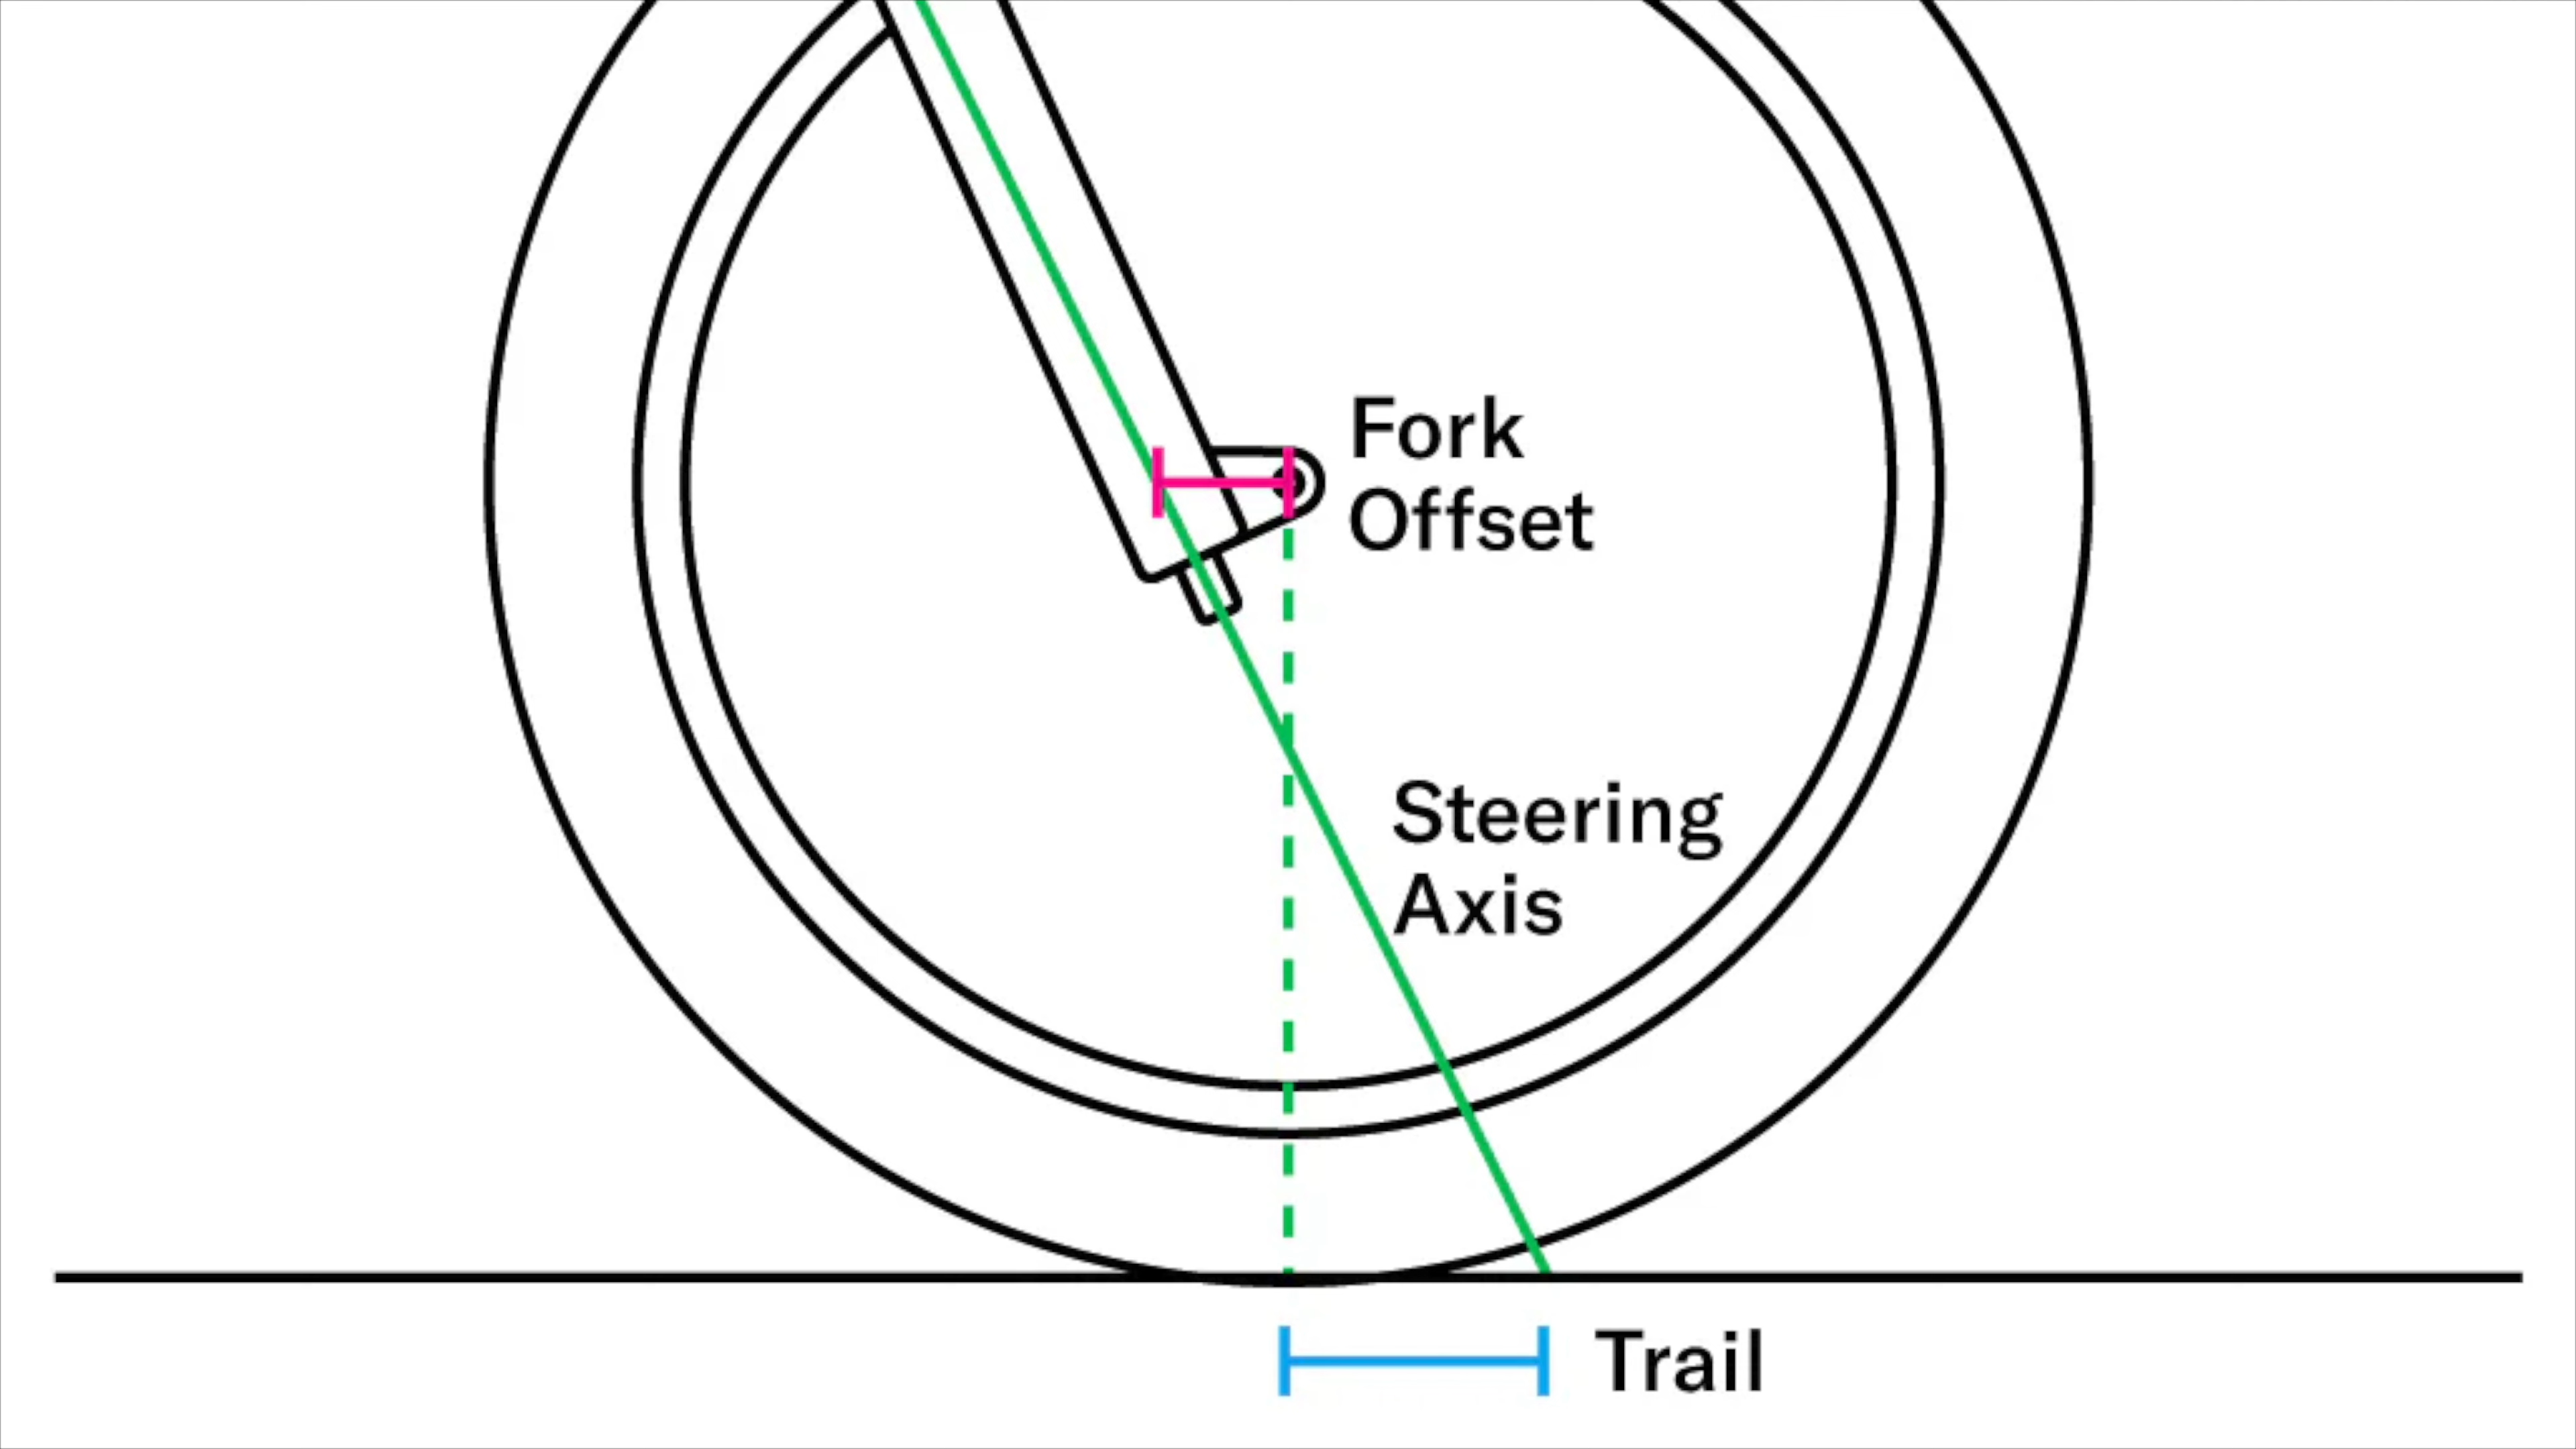 Fork
Offset
Steering
Axis
Trail